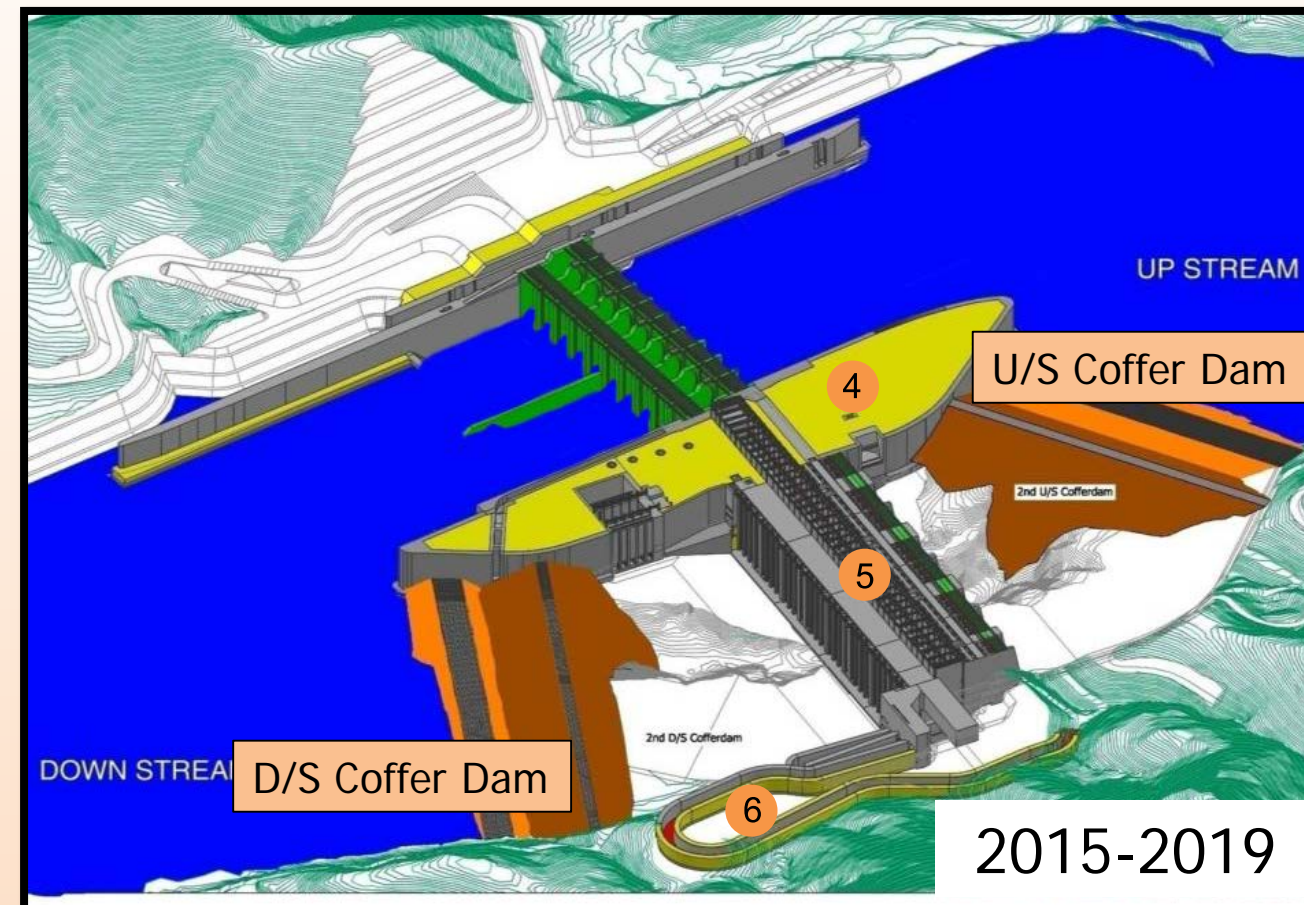 UP STREAM
U/S Coffer Dam
4
2nd U/S Cofferdam
5
2nd D/S Cofferdam
DOWN STREA
D/S Coffer Dam
6
2015-2019